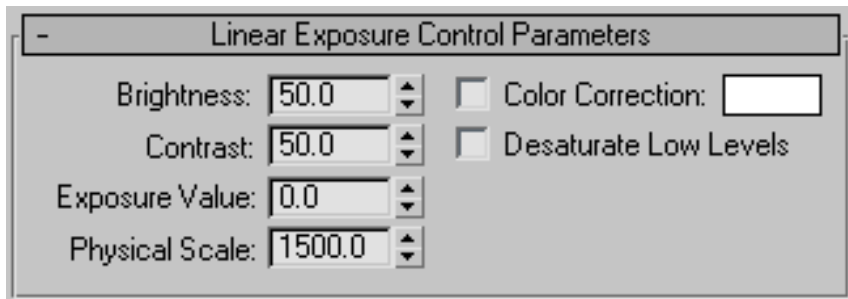 - Linear Exposure Control Parameters
Brightness: 50.0 Color Correction:
Contrast: 50.0 Desaturate Low Levels
Exposure Value: 0.0
Physical Scale: 1500.0